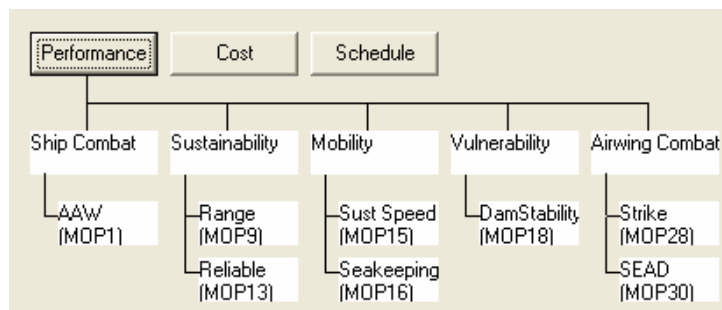 Performance Cost Schedule
Ship Combat Sustainability Mobility Vulnerability Airwing Combat
AAW Range Sust Speed DamStability Strike
(MOP1) (MOP9) (MOP15) (MOP18) (MOP28)
Reliable Seakeeping SEAD
(MOP13) (MOP16) (MOP30)